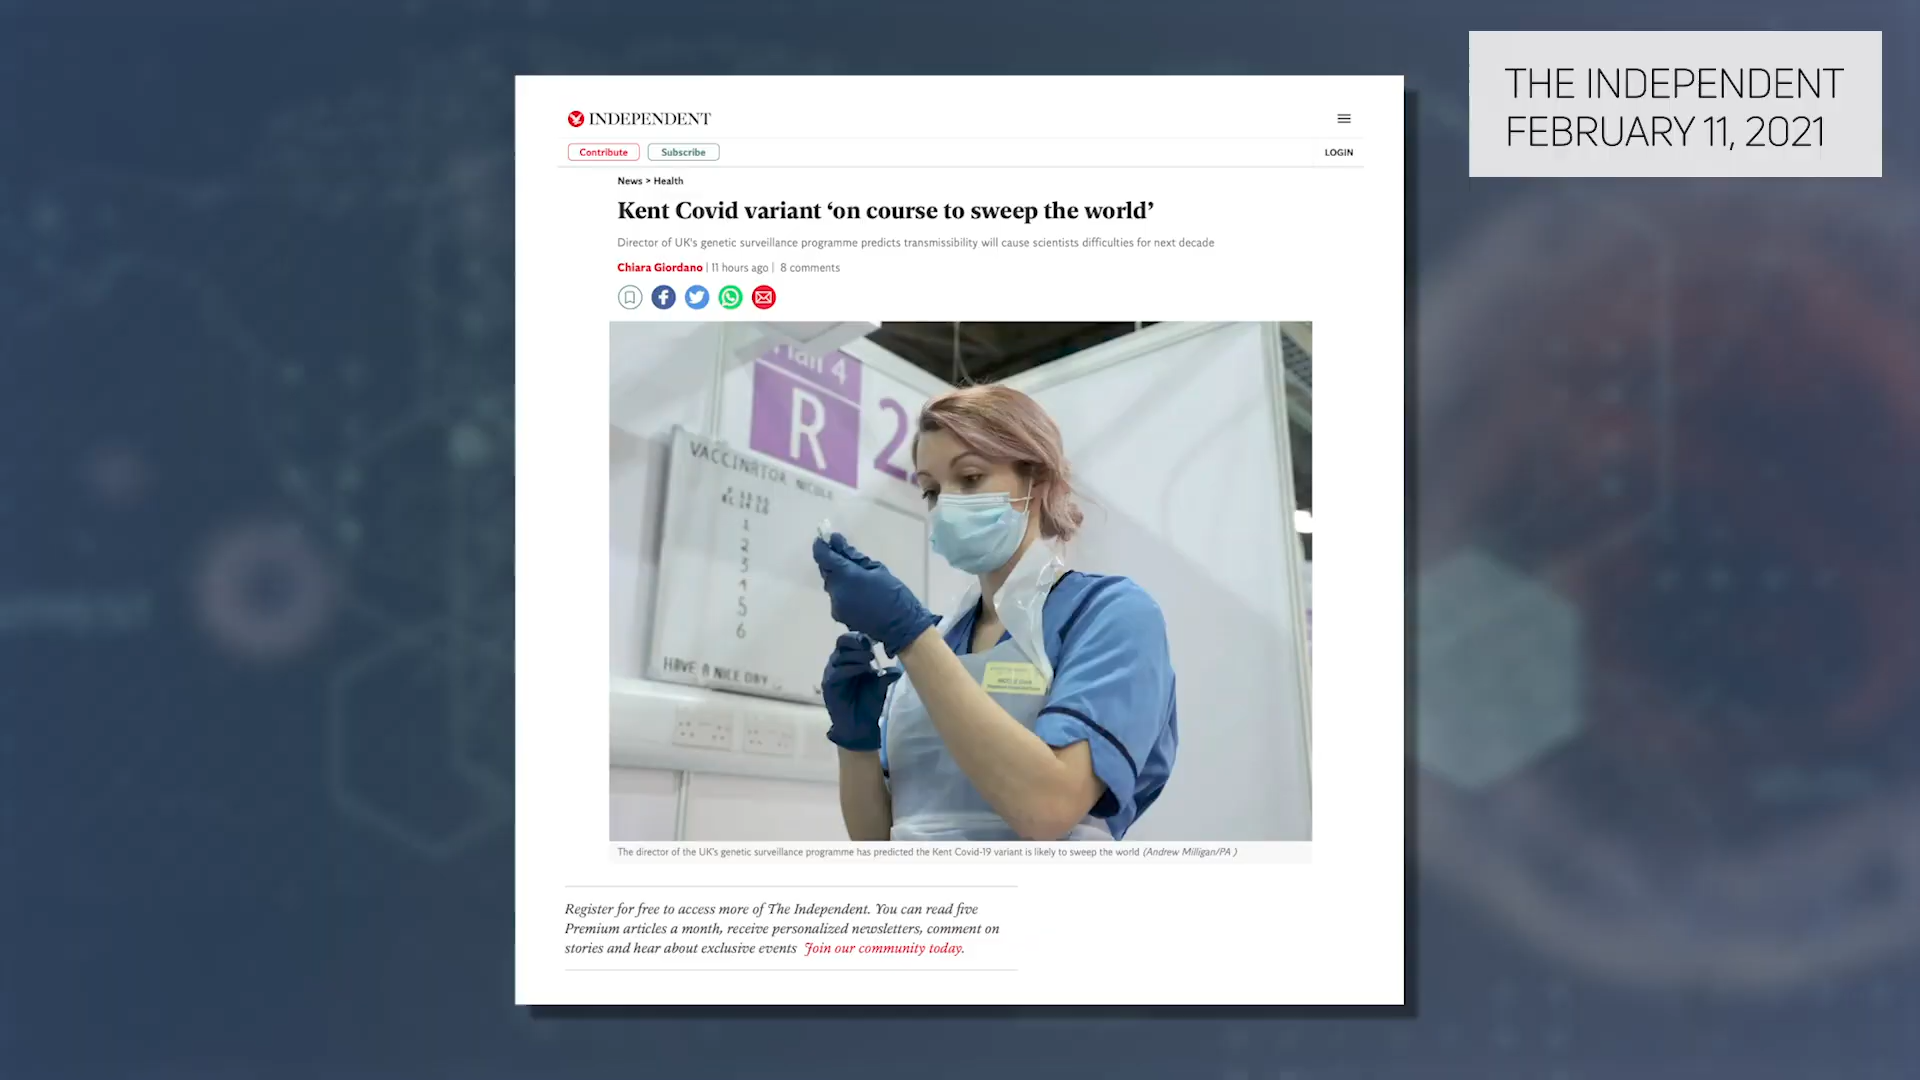 THE INDEPENDENT
FEBRUARY 11, 2021
INDEPENDENT
Contribute
Subscribe
LOGIN
News > Health
Kent Covid variant ‘on course to sweep the world’
Director of UK's genetic surveillance programme predicts transmissibility will cause scientists difficulties for next decade
Chiara Giordano | 11 hours ago | 8 comments
Hall 4
R
2
VACCINATOR NICOLE
1
2
3
4
5
6
HAVE A NICE DAY
The director of the UK's genetic surveillance programme has predicted the Kent Covid-19 variant is likely to sweep the world (Andrew Milligan/PA )
Register for free to access more of The Independent. You can read five
Premium articles a month, receive personalized newsletters, comment on
stories and hear about exclusive events Join our community today.